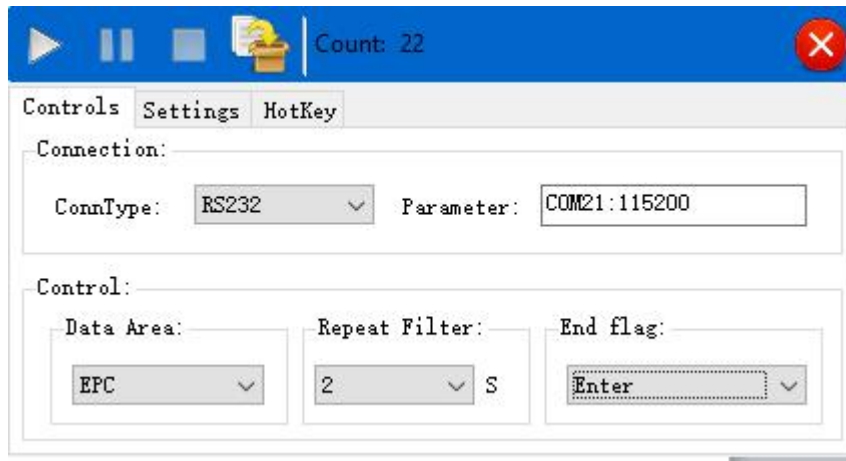 Count: 22
Controls Settings HotKey
Connection:
ConnType: RS232 Parameter: COM21:115200
Control:
Data Area: Repeat Filter: End flag:
EPC 2 S Enter